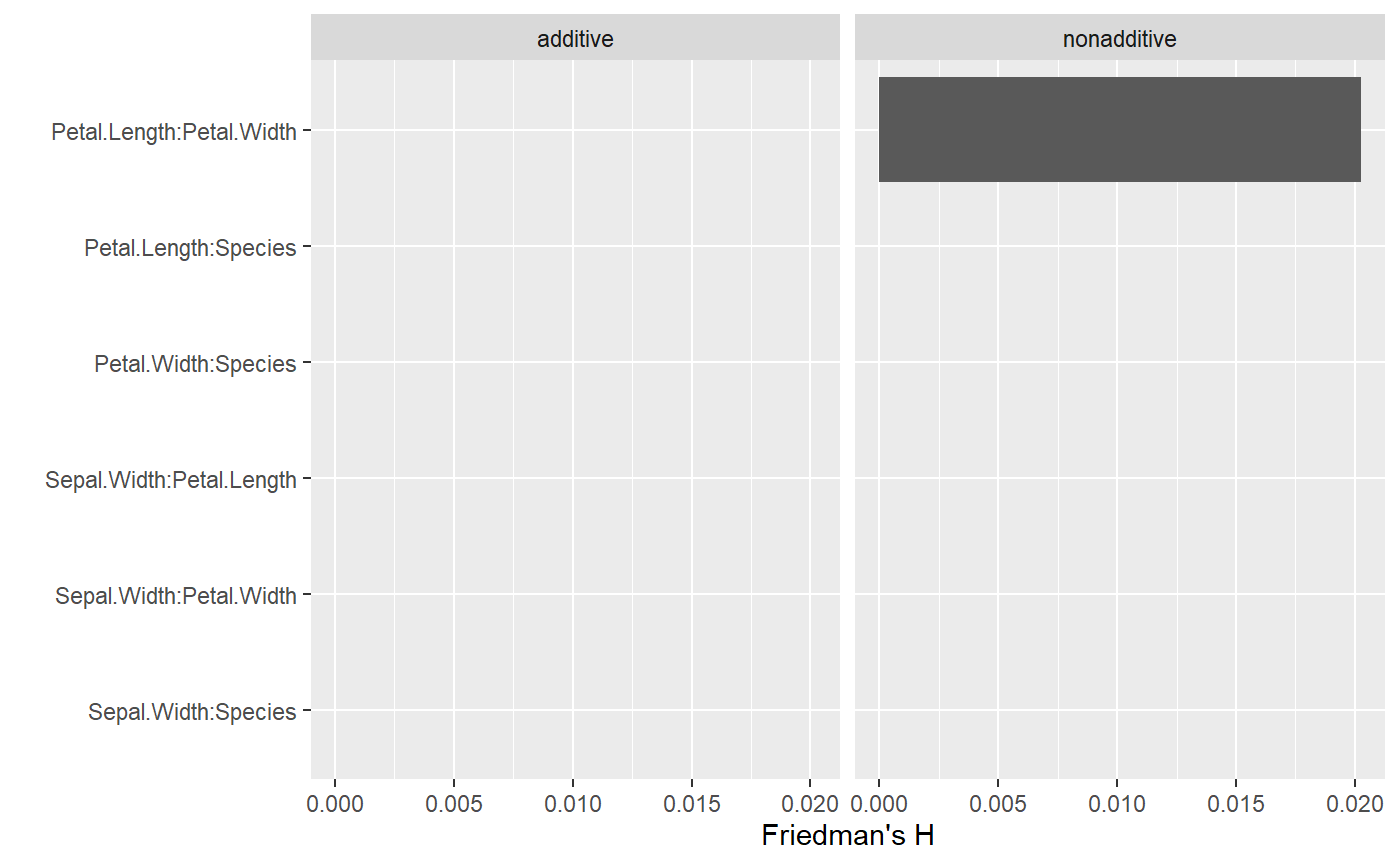 additive
nonadditive
Petal.Length:Petal.Width
Petal.Length:Species
Petal.Width:Species
Sepal.Width:Petal.Length
Sepal.Width:Petal.Width
Sepal.Width:Species
0.000 0.005 0.010 0.015 0.020
0.000 0.005 0.010 0.015 0.020
Friedman's H